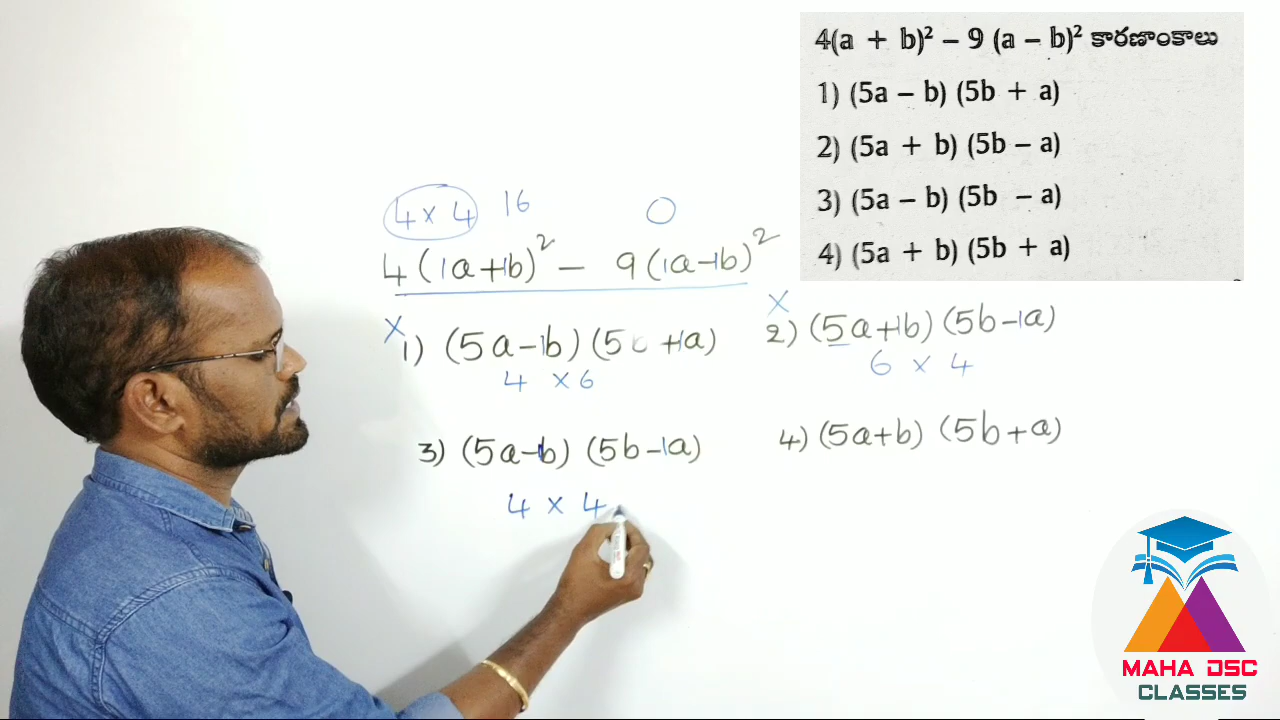 4(a + b)² – 9 (a – b)² కారణాంకాలు
1) (5a – b) (5b + a)
2) (5a + b) (5b – a)
3) (5a – b) (5b – a)
4) (5a + b) (5b + a)
4 × 4 16 0
4(1a+1b)² – 9(1a-1b)²
× 1) (5a-1b) (5b +1a)
4 × 6
× 2) (5a+1b) (5b-1a)
6 × 4
3) (5a-b) (5b-1a)
4 × 4
4) (5a+b) (5b+a)
MAHA DSC
CLASSES